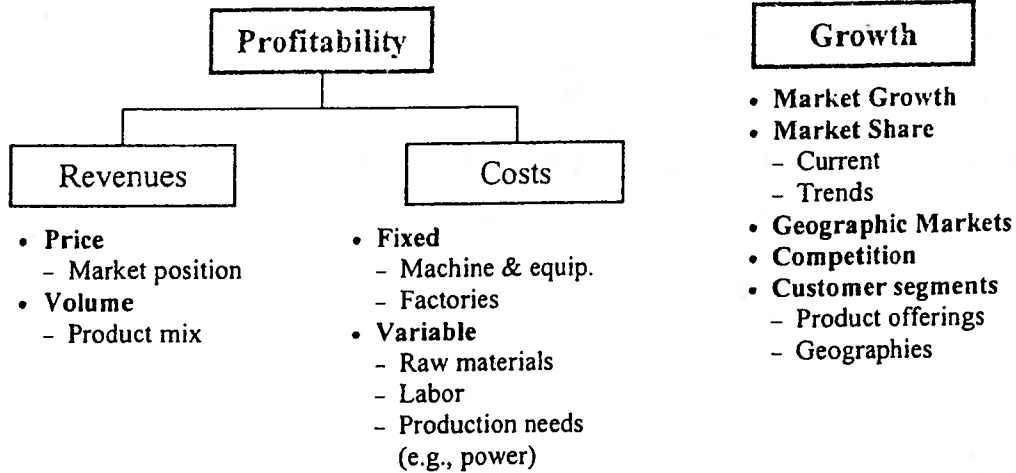 Profitability
Revenues
• Price
– Market position
• Volume
– Product mix
Costs
• Fixed
– Machine & equip.
– Factories
• Variable
– Raw materials
– Labor
– Production needs
(e.g., power)
Growth
• Market Growth
• Market Share
– Current
– Trends
• Geographic Markets
• Competition
• Customer segments
– Product offerings
– Geographies